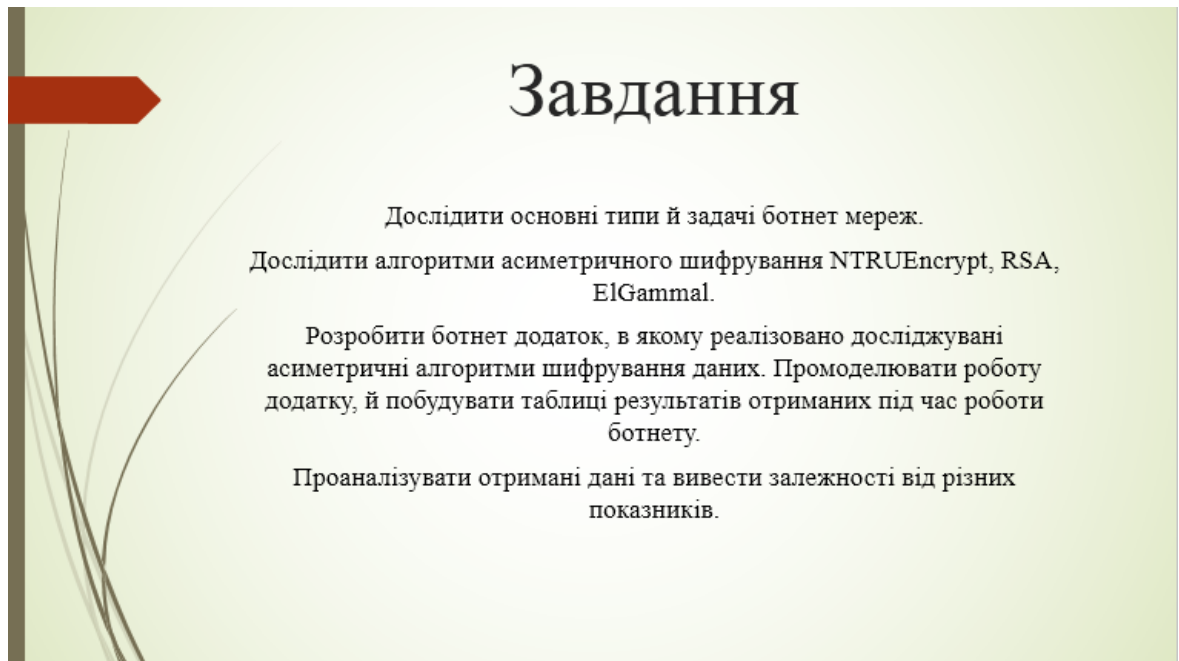 Завдання
Дослідити основні типи й задачі ботнет мереж.
Дослідити алгоритми асиметричного шифрування NTRUEncrypt, RSA,
ElGammal.
Розробити ботнет додаток, в якому реалізовано досліджувані
асиметричні алгоритми шифрування даних. Промоделювати роботу
додатку, й побудувати таблиці результатів отриманих під час роботи
ботнету.
Проаналізувати отримані дані та вивести залежності від різних
показників.